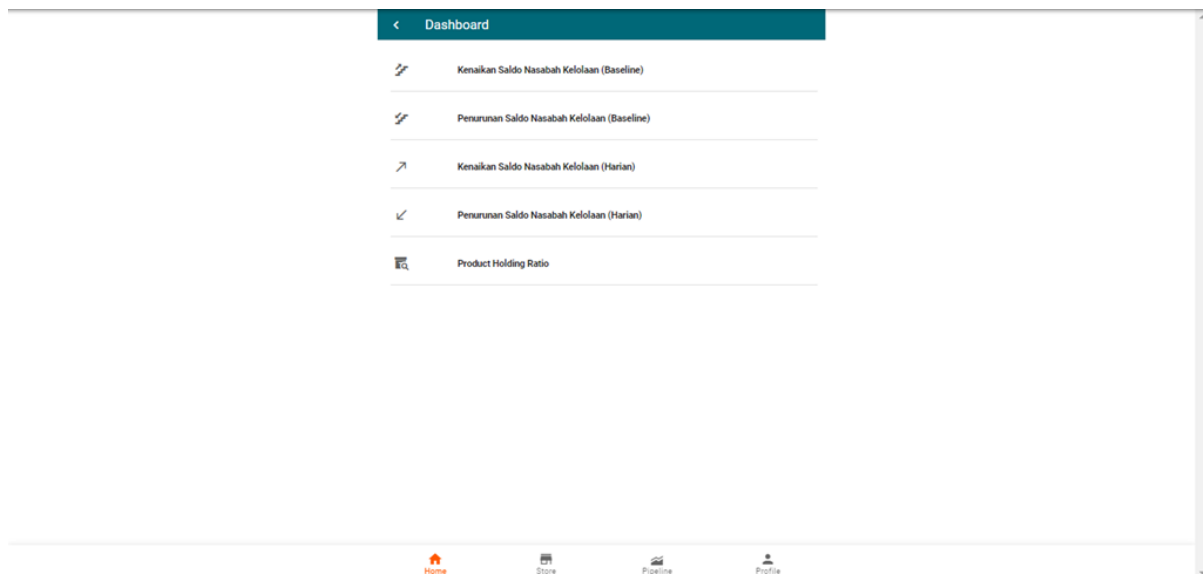 Dashboard
Kenaikan Saldo Nasabah Kelolaan (Baseline)
Penurunan Saldo Nasabah Kelolaan (Baseline)
Kenaikan Saldo Nasabah Kelolaan (Harian)
Penurunan Saldo Nasabah Kelolaan (Harian)
Product Holding Ratio
Home Store Pipeline Profile